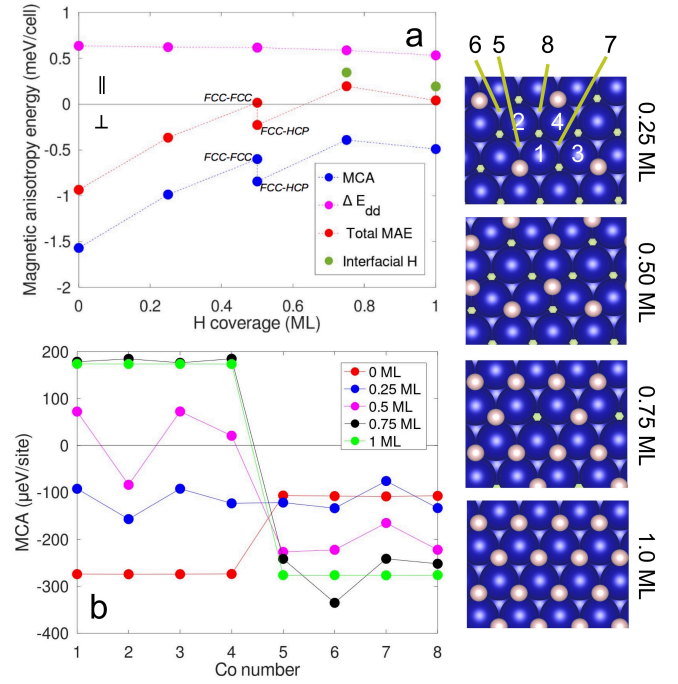 a
Magnetic anisotropy energy (meV/cell)
1
0.5
0
-0.5
-1
-1.5
-2
||
⊥
FCC-FCC
FCC-HCP
FCC-FCC
FCC-HCP
MCA
Δ E_dd
Total MAE
Interfacial H
0
0.2
0.4
0.6
0.8
1
H coverage (ML)
b
MCA (µeV/site)
200
100
0
-100
-200
-300
-400
0 ML
0.25 ML
0.5 ML
0.75 ML
1 ML
1
2
3
4
5
6
7
8
Co number
6
5
8
7
2
4
1
3
0.25 ML
0.50 ML
0.75 ML
1.0 ML